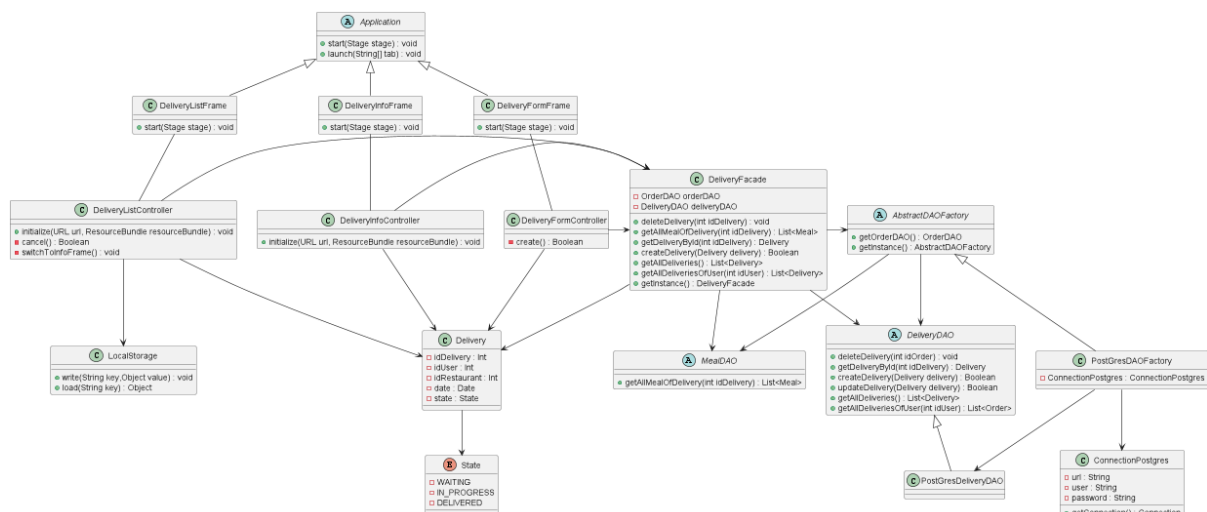 A Application
start(Stage stage) : void
launch(String[] tab) : void
C DeliveryListFrame
start(Stage stage) : void
C DeliveryInfoFrame
start(Stage stage) : void
C DeliveryFormFrame
start(Stage stage) : void
C DeliveryFacade
OrderDAO orderDAO
DeliveryDAO deliveryDAO
deleteDelivery(int idDelivery) : void
getAllMealOfDelivery(int idDelivery) : List<Meal>
getDeliveryById(int idDelivery) : Delivery
createDelivery(Delivery delivery) : Boolean
getAllDeliveries() : List<Delivery>
getAllDeliveriesOfUser(int idUser) : List<Delivery>
getInstance() : DeliveryFacade
C DeliveryListController
initialize(URL url, ResourceBundle resourceBundle) : void
cancel() : Boolean
switchToInfoFrame() : void
C DeliveryInfoController
initialize(URL url, ResourceBundle resourceBundle) : void
C DeliveryFormController
create() : Boolean
A AbstractDAOFactory
getOrderDAO() : OrderDAO
getInstance() : AbstractDAOFactory
C LocalStorage
write(String key,Object value) : void
load(String key) : Object
C Delivery
idDelivery : Int
idUser : Int
idRestaurant : Int
date : Date
state : State
A MealDAO
getAllMealOfDelivery(int idDelivery) : List<Meal>
A DeliveryDAO
deleteDelivery(int idOrder) : void
getDeliveryById(int idDelivery) : Delivery
createDelivery(Delivery delivery) : Boolean
updateDelivery(Delivery delivery) : Boolean
getAllDeliveries() : List<Delivery>
getAllDeliveriesOfUser(int idUser) : List<Order>
C PostGresDAOFactory
ConnectionPostgres : ConnectionPostgres
E State
WAITING
IN_PROGRESS
DELIVERED
C PostGresDeliveryDAO
C ConnectionPostgres
url : String
user : String
password : String
getConnection() : Connection